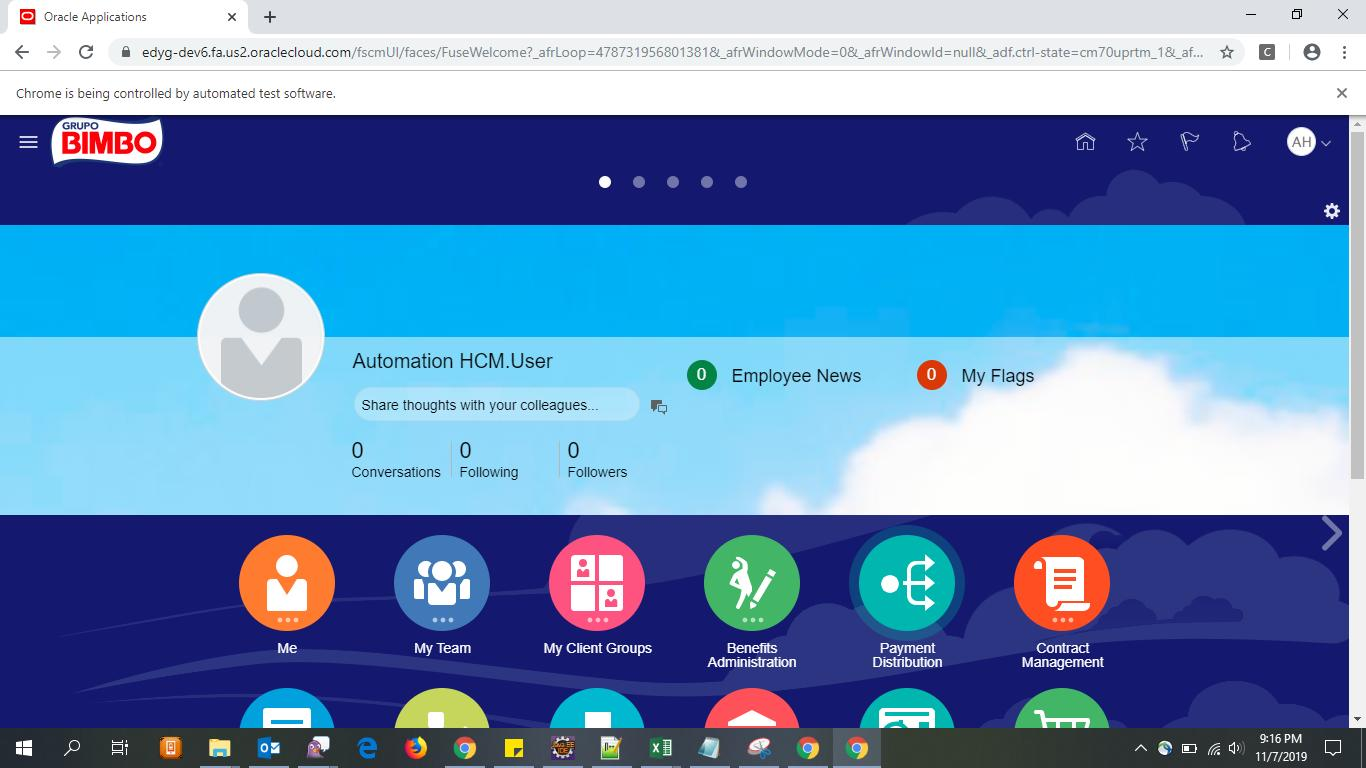 Oracle Applications
edyg-dev6.fa.us2.oraclecloud.com/fscmUI/faces/FuseWelcome?_afrLoop=478731956801381&_afrWindowMode=0&_afrWindowId=null&_adf.ctrl-state=cm70uprtm_1&_af...
C
Chrome is being controlled by automated test software.
GRUPO
BIMBO
AH
Automation HCM.User
0 Employee News
0 My Flags
Share thoughts with your colleagues...
0 0 0
Conversations Following Followers
Me My Team My Client Groups Benefits Payment Contract
Administration Distribution Management
9:16 PM
11/7/2019